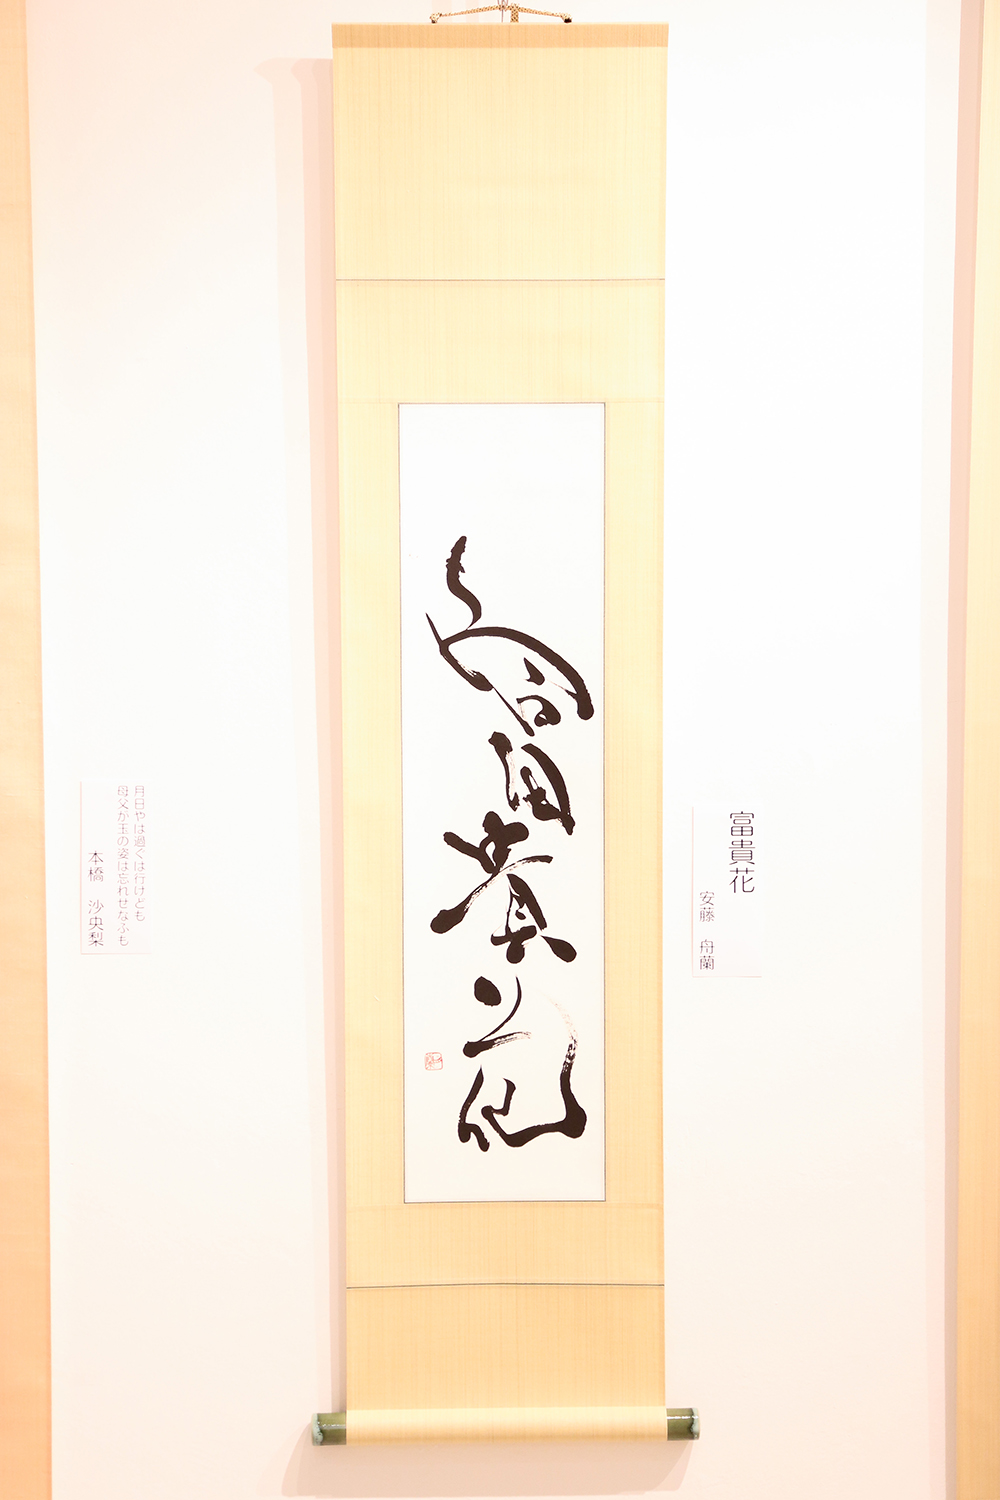 富貴花
富貴花
安藤 舟蘭
月日やは過ぐは行けども
母父が玉の姿は忘れせなふも
本橋 沙央梨